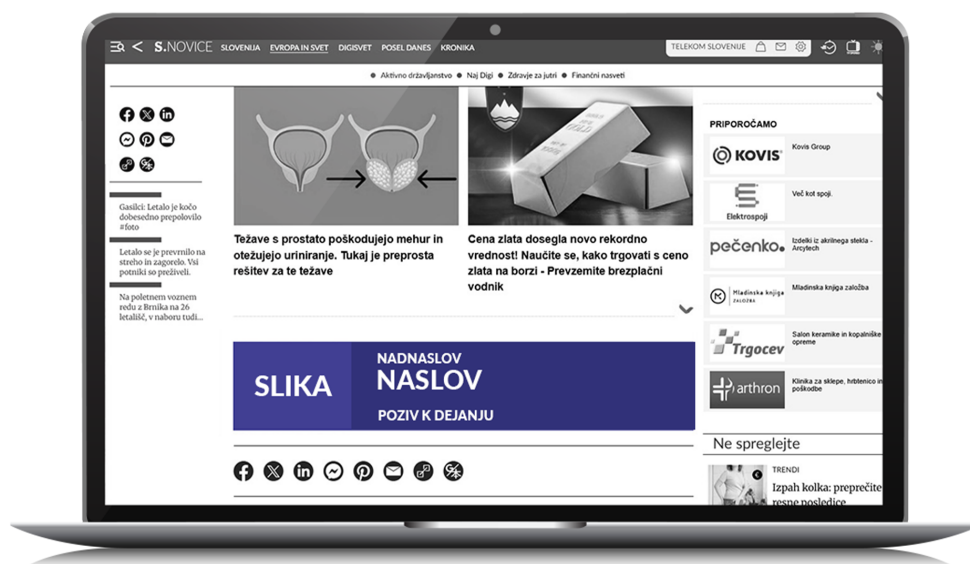 S.NOVICE
SLOVENIJA
EVROPA IN SVET
DIGISVET
POSEL DANES
KRONIKA
TELEKOM SLOVENIJE
Aktivno državljanstvo
Naj Digi
Zdravje za jutri
Finančni nasveti
Gasilci: Letalo je kočo
dobesedno prepolovilo
#foto
Letalo se je prevrnilo na
streho in zagorelo. Vsi
potniki so preživeli.
Na poletnem voznem
redu z Brnika na 26
letališč, v naboru tudi...
Težave s prostato poškodujejo mehur in
otežujejo uriniranje. Tukaj je preprosta
rešitev za te težave
Cena zlata dosegla novo rekordno
vrednost! Naučite se, kako trgovati s ceno
zlata na borzi - Prevzemite brezplačni
vodnik
SLIKA
NADNASLOV
NASLOV
POZIV K DEJANJU
PRIPOROČAMO
KOVIS
Kovis Group
Elektrospoji
Več kot spoji.
pečenko.
Izdelki iz akrilnega stekla -
Arcytech
Mladinska knjiga
ZALOŽBA
Mladinska knjiga založba
Trgocev
Salon keramike in kopalniške
opreme
arthron
Klinika za sklepe, hrbtenico in
poškodbe
Ne spreglejte
TRENDI
Izpah kolka: preprečite
resne posledice